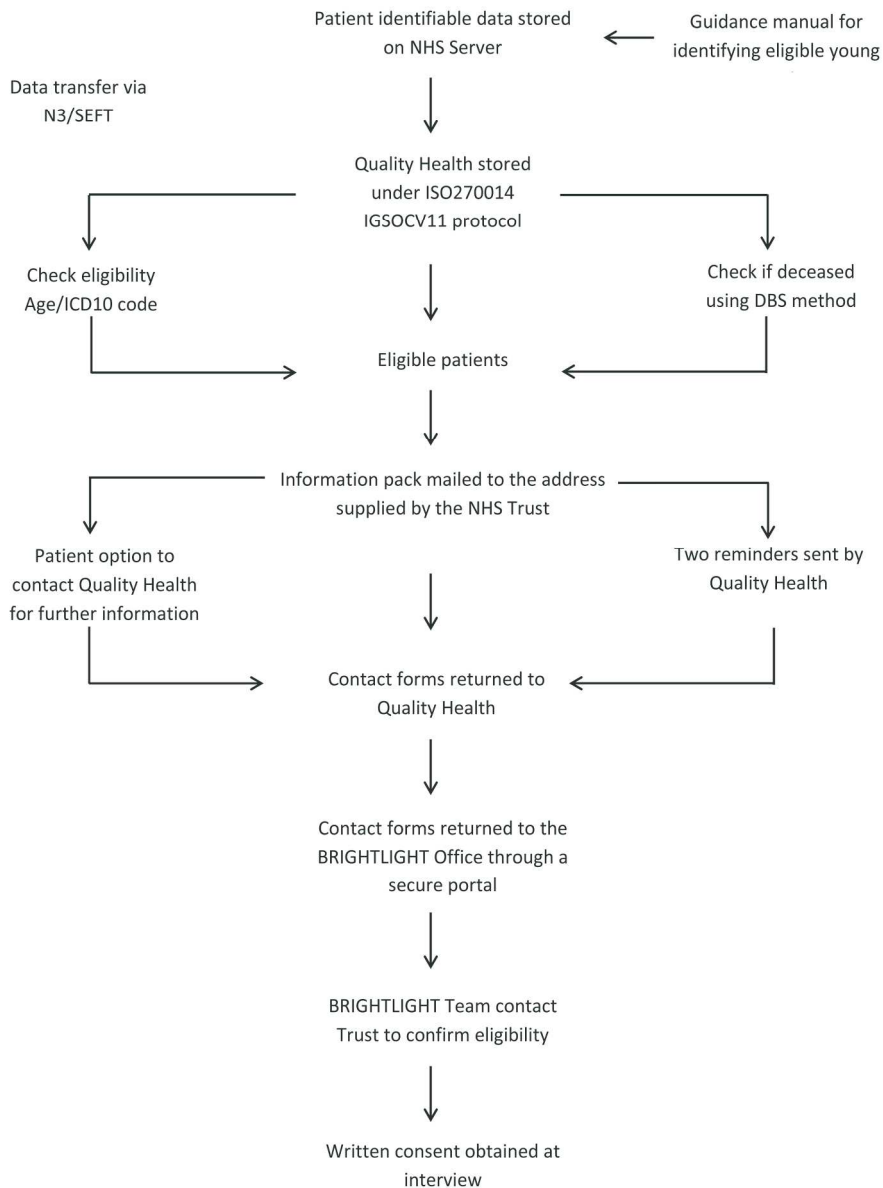 Patient identifiable data stored
on NHS Server
Guidance manual for
identifying eligible young
Data transfer via
N3/SEFT
Quality Health stored
under ISO270014
IGSOCV11 protocol
Check eligibility
Age/ICD10 code
Check if deceased
using DBS method
Eligible patients
Information pack mailed to the address
supplied by the NHS Trust
Patient option to
contact Quality Health
for further information
Two reminders sent by
Quality Health
Contact forms returned to
Quality Health
Contact forms returned to the
BRIGHTLIGHT Office through a
secure portal
BRIGHTLIGHT Team contact
Trust to confirm eligibility
Written consent obtained at
interview